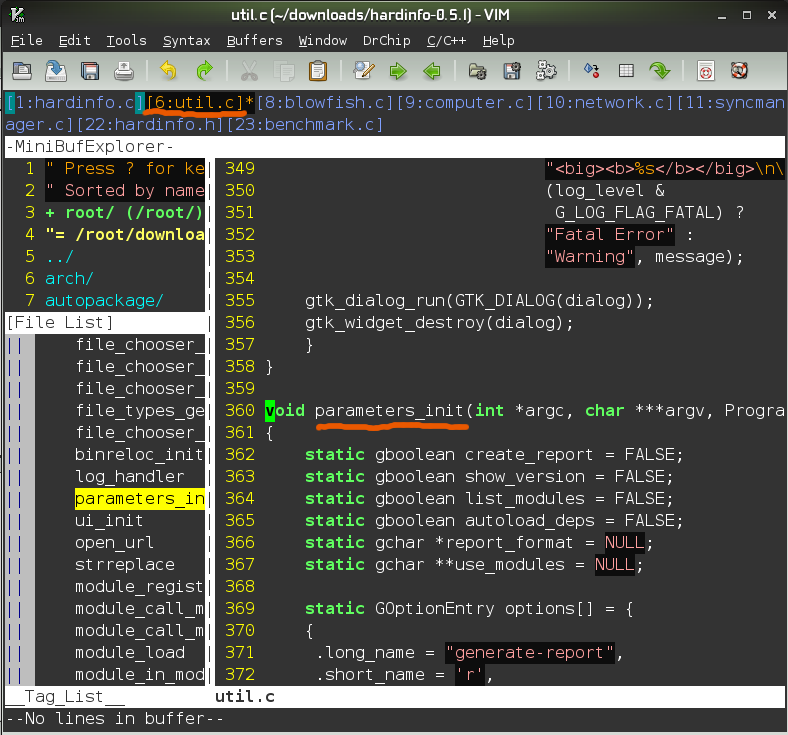 util.c (~/downloads/hardinfo-0.5.1) - VIM
File Edit Tools Syntax Buffers Window DrChip C/C++ Help
[1:hardinfo.c][6:util.c]*[8:blowfish.c][9:computer.c][10:network.c][11:syncman
ager.c][22:hardinfo.h][23:benchmark.c]
-MiniBufExplorer-
1 " Press ? for ke
2 " Sorted by name
3 + root/ (/root/)
4 "= /root/downloa
5 ../
6 arch/
7 autopackage/
[File List]
file_chooser_
file_chooser_
file_chooser_
file_types_ge
file_chooser_
binreloc_init
log_handler
parameters_in
ui_init
open_url
strreplace
module_regist
module_call_m
module_call_m
module_load
module_in_mod
__Tag_List__
349 "<big><b>%s</b></big>\n\
350 (log_level &
351 G_LOG_FLAG_FATAL) ?
352 "Fatal Error" :
353 "Warning", message);
354
355 gtk_dialog_run(GTK_DIALOG(dialog));
356 gtk_widget_destroy(dialog);
357 }
358 }
359
360 void parameters_init(int *argc, char ***argv, Progra
361 {
362 static gboolean create_report = FALSE;
363 static gboolean show_version = FALSE;
364 static gboolean list_modules = FALSE;
365 static gboolean autoload_deps = FALSE;
366 static gchar *report_format = NULL;
367 static gchar **use_modules = NULL;
368
369 static GOptionEntry options[] = {
370 {
371 .long_name = "generate-report",
372 .short_name = 'r',
util.c
--No lines in buffer--